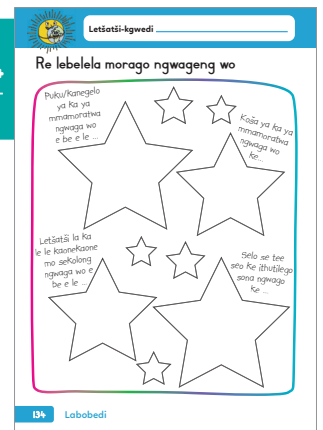 Letšatši-kgwedi
Re lebelela morago ngwageng wo
Puku/kanegelo
ya ka ya
mmamoratwa
ngwaga wo
e be e le ...
Koša ya ka ya
mmamoratwa
ngwaga wo
ke...
Letšatši la ka
le le kaonekaone
mo sekolong
ngwaga wo e
be e le ...
Selo se tee
seo ke ithutilego
sona ngwago
ke ...
134 Labobedi